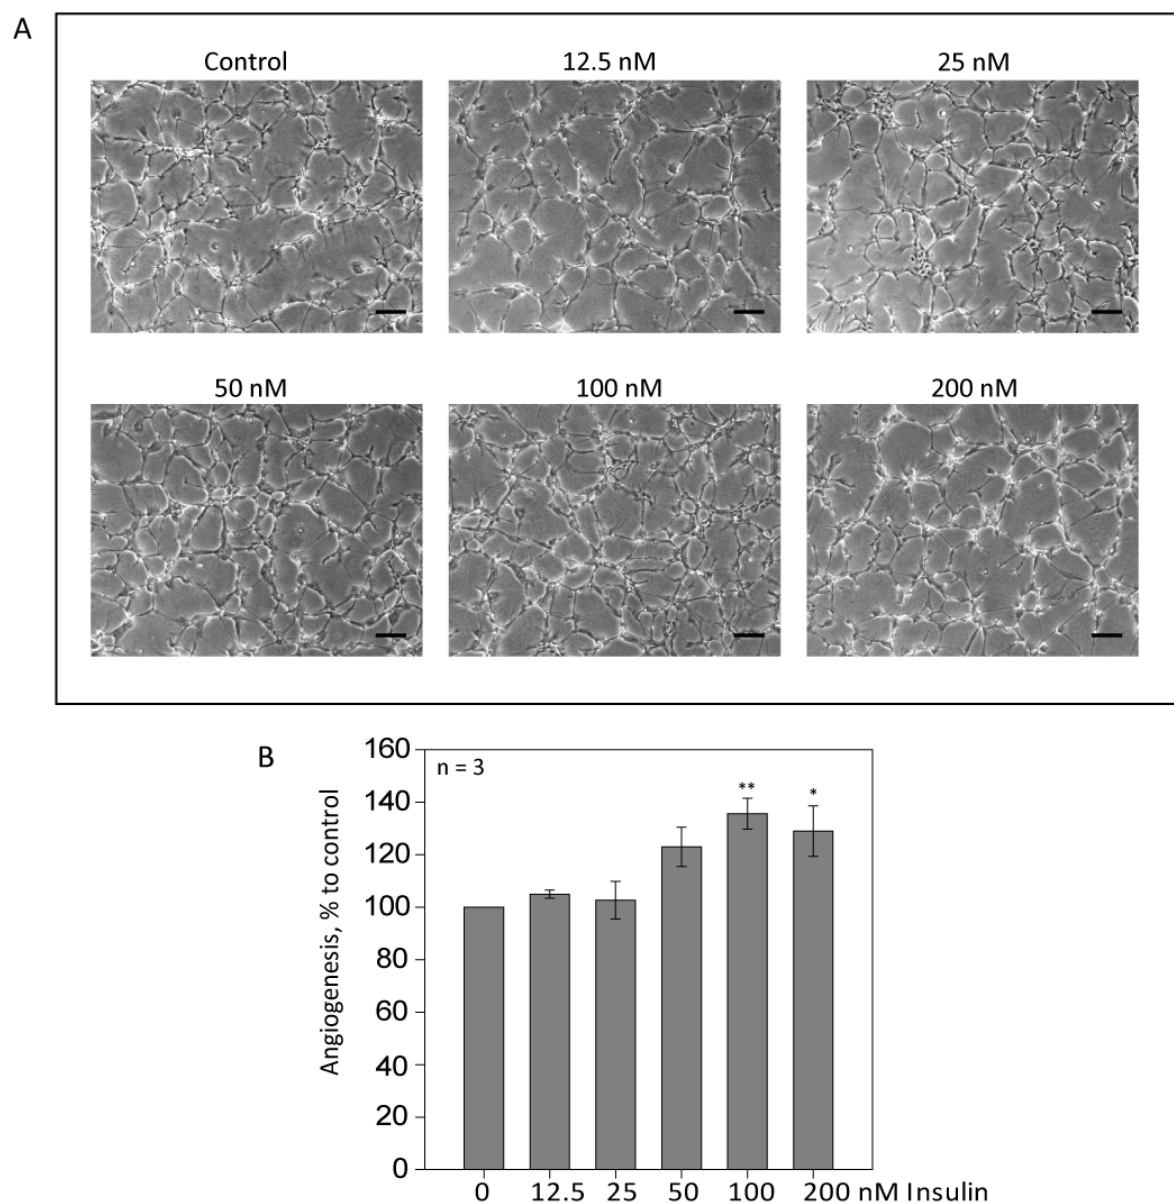 A
Control 12.5 nM 25 nM
50 nM 100 nM 200 nM
B
n = 3
** *
160
140
120
100
80
60
40
20
0
Angiogenesis, % to control
0 12.5 25 50 100 200 nM Insulin